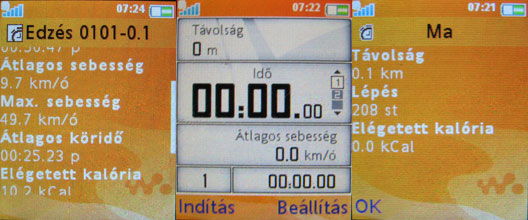 07:24
Edzés 0101-0.1
00:50.47 p
Átlagos sebesség
9.7 km/ó
Max. sebesség
49.7 km/ó
Átlagos köridő
00:25.23 p
Elégetett kalória
10.2 kCal
07:22
Távolság
0 m
Idő
00:00.00
1
2
Átlagos sebesség
0.0 km/ó
1 00:00.00
Indítás Beállítás
07:21
Ma
Távolság
0.1 km
Lépés
208 st
Elégetett kalória
0.0 kCal
OK